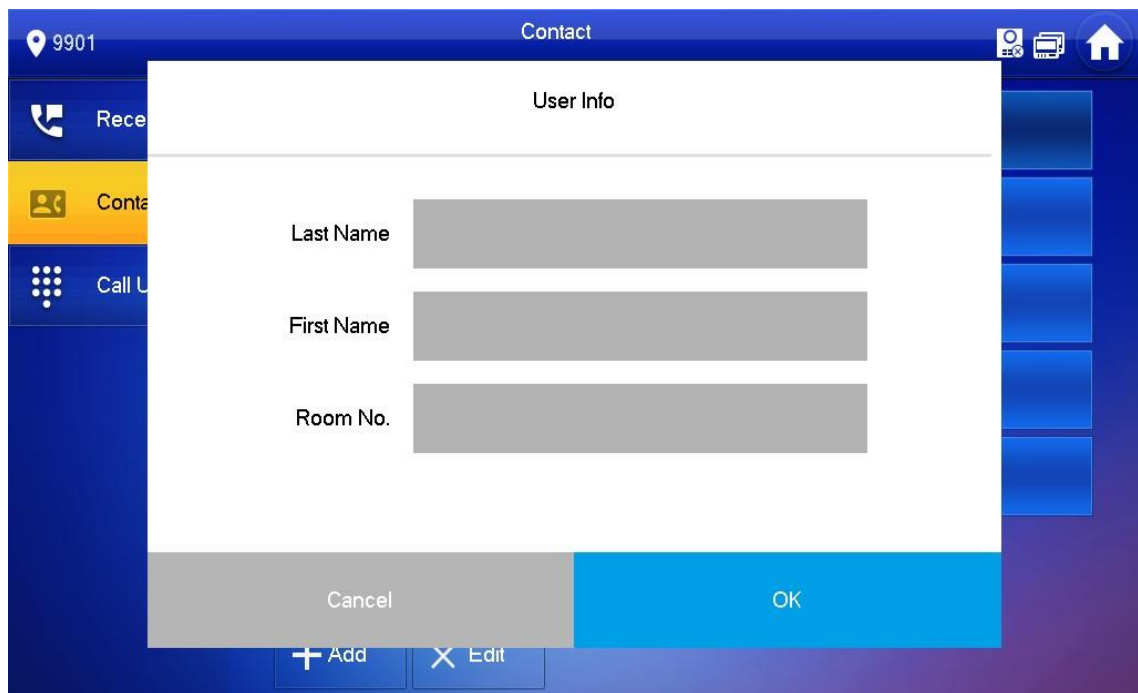 9901
Contact
User Info
Rece
Conta
Call U
Last Name
First Name
Room No.
Cancel
OK
Add
Edit